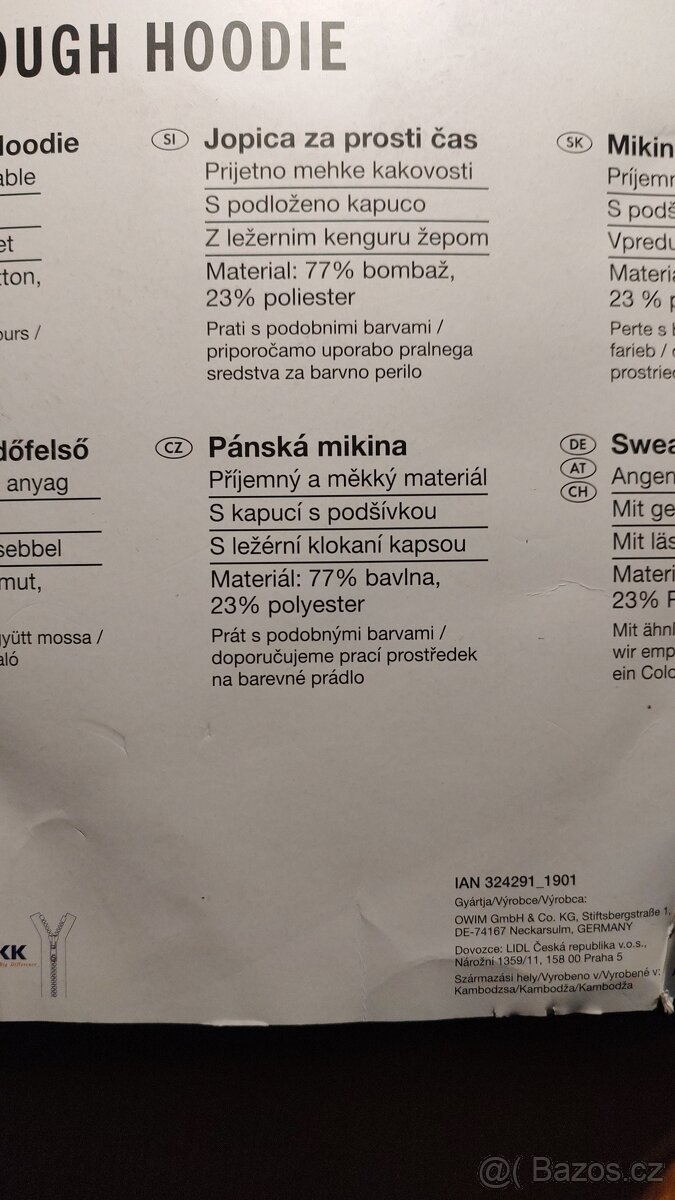 OUGH HOODIE
Hoodie
able
et
tton,
ours /
SI Jopica za prosti čas
Prijetno mehke kakovosti
S podloženo kapuco
Z ležernim kenguru žepom
Material: 77% bombaž,
23% poliester
Prati s podobnimi barvami /
priporočamo uporabo pralnega
sredstva za barvno perilo
SK Mikin
Príjemn
S podš
Vpredu
Materiá
23 % p
Perte s
farieb /
prostrie
dőfelső
anyag
sebbel
mut,
gyütt mossa /
aló
CZ Pánská mikina
Příjemný a měkký materiál
S kapucí s podšívkou
S ležérní klokaní kapsou
Materiál: 77% bavlna,
23% polyester
Prát s podobnými barvami /
doporučujeme prací prostředek
na barevné prádlo
DE AT CH Swea
Angen
Mit ge
Mit läs
Materi
23% P
Mit ähnl
wir emp
ein Colo
KK
IAN 324291_1901
Gyártja/Výrobce/Výrobca:
OWIM GmbH & Co. KG, Stiftsbergstraße 1,
DE-74167 Neckarsulm, GERMANY
Dovozce: LIDL Česká republika v.o.s.,
Nárožní 1359/11, 158 00 Praha 5
Származási hely/Vyrobeno v/Vyrobené v:
Kambodzsa/Kambodža/Kambodža
@( Bazos.cz